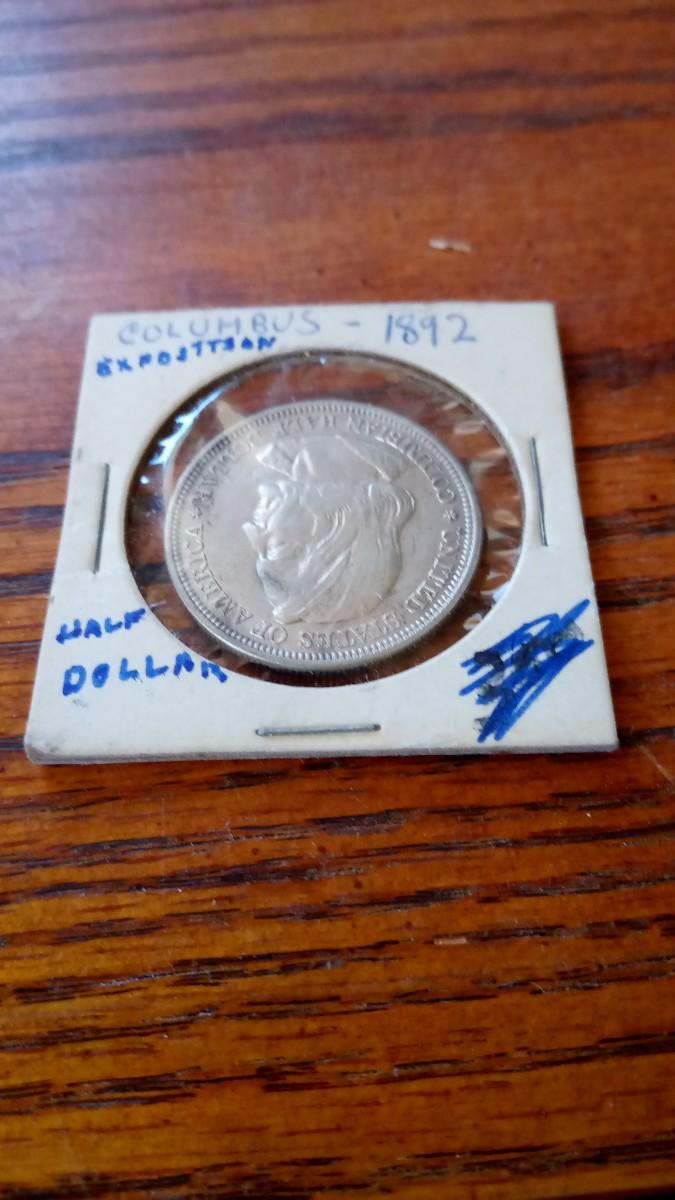 COLUMBUS - 1892
EXPOSITION
UNITED STATES OF AMERICA
COLUMBIAN HALF DOLLAR
HALF
DOLLAR